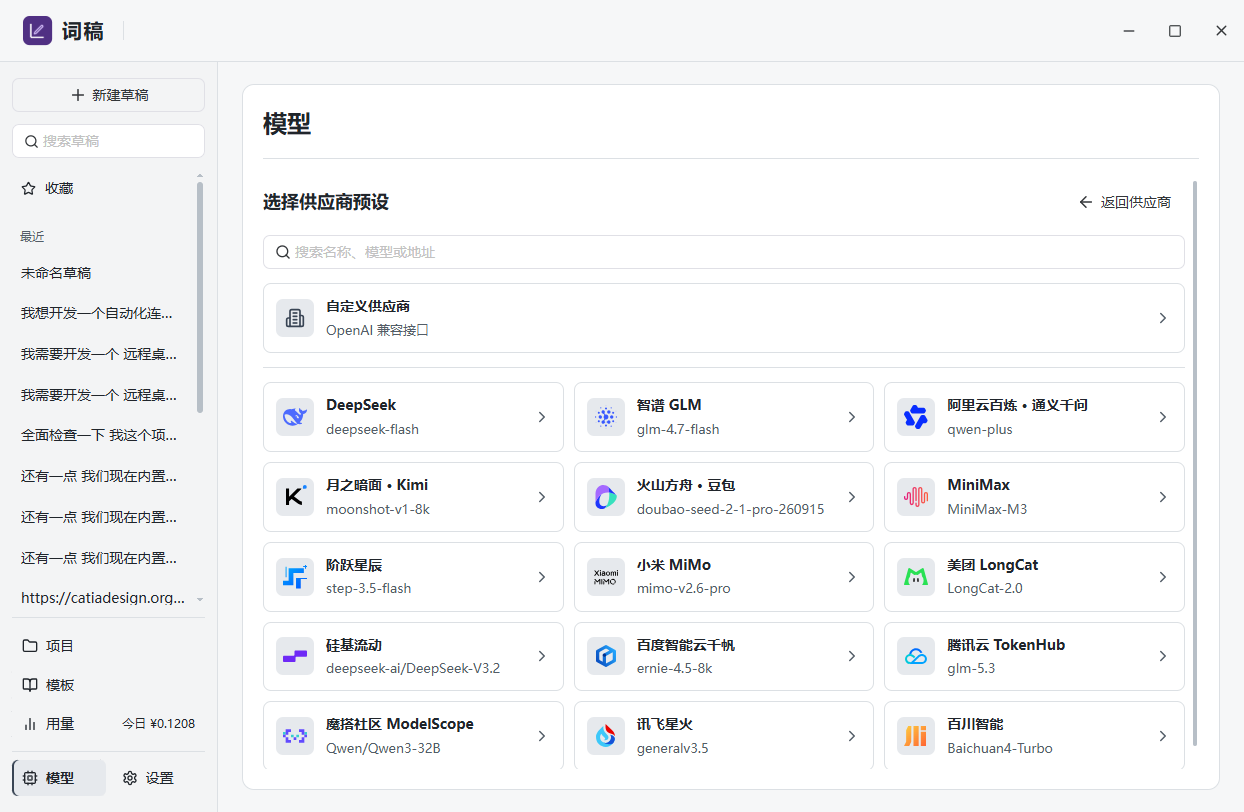 词稿
新建草稿
搜索草稿
收藏
最近
未命名草稿
我想开发一个自动化连...
我需要开发一个 远程桌...
我需要开发一个 远程桌...
全面检查一下 我这个项...
还有一点 我们现在内置...
还有一点 我们现在内置...
还有一点 我们现在内置...
https://catiadesign.org...
项目
模板
用量 今日 ¥0.1208
模型 设置
模型
选择供应商预设 返回供应商
搜索名称、模型或地址
自定义供应商
OpenAI 兼容接口
DeepSeek
deepseek-flash
智谱 GLM
glm-4.7-flash
阿里云百炼 • 通义千问
qwen-plus
月之暗面 • Kimi
moonshot-v1-8k
火山方舟 • 豆包
doubao-seed-2-1-pro-260915
MiniMax
MiniMax-M3
阶跃星辰
step-3.5-flash
Xiaomi
MIMO
小米 MiMo
mimo-v2.6-pro
美团 LongCat
LongCat-2.0
硅基流动
deepseek-ai/DeepSeek-V3.2
百度智能云千帆
ernie-4.5-8k
腾讯云 TokenHub
glm-5.3
魔搭社区 ModelScope
Qwen/Qwen3-32B
讯飞星火
generalv3.5
百川智能
Baichuan4-Turbo